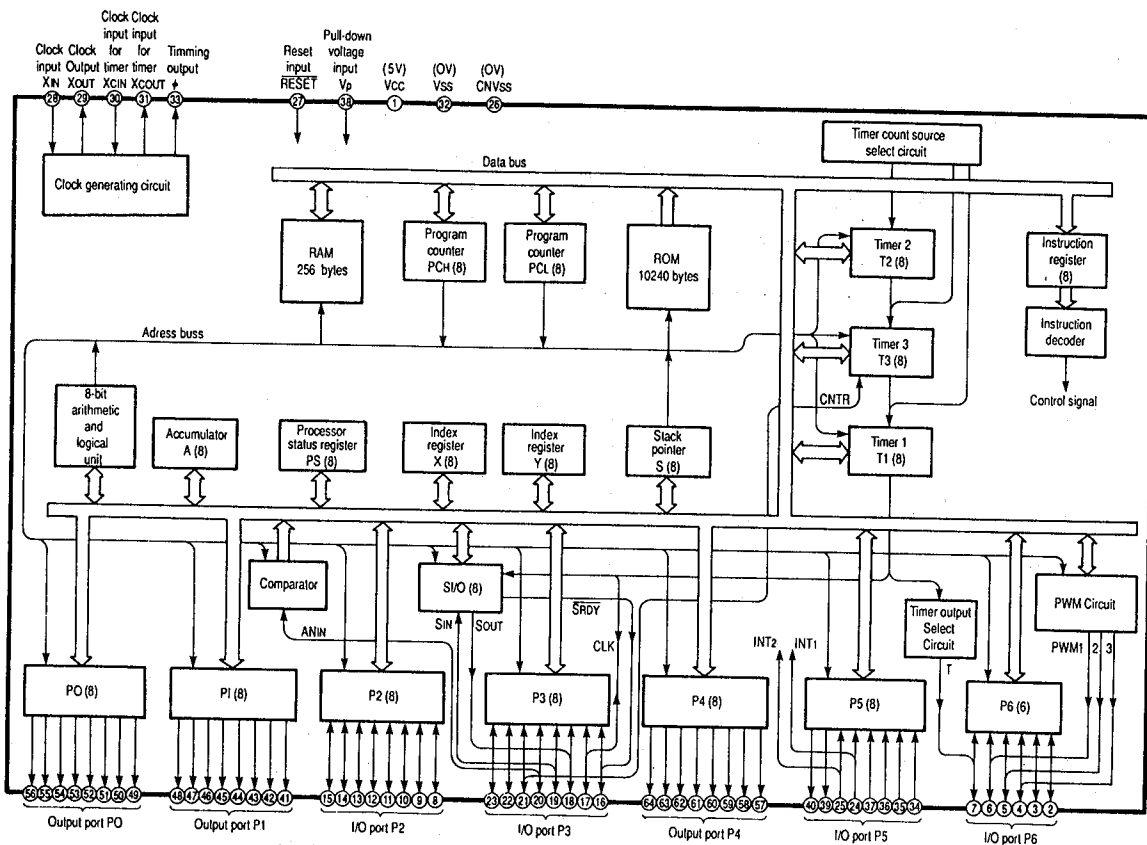 Clock input XIN
Clock Output XOUT
Clock input for timer XCIN
Clock input for timer XCOUT
Timming output φ
Reset input RESET
Pull-down voltage input VP
(5V) VCC
(0V) VSS
(0V) CNVSS
28 29 30 31 33 27 38 1 32 26
Clock generating circuit
Timer count source select circuit
Data bus
RAM 256 bytes
Program counter PCH (8)
Program counter PCL (8)
ROM 10240 bytes
Timer 2 T2 (8)
Instruction register (8)
Adress buss
Timer 3 T3 (8)
Instruction decoder
CNTR
Control signal
8-bit arithmetic and logical unit
Accumulator A (8)
Processor status register PS (8)
Index register X (8)
Index register Y (8)
Stack pointer S (8)
Timer 1 T1 (8)
Comparator
SI/O (8)
PWM Circuit
Timer output Select Circuit
ANIN
SIN
SOUT
SRDY
CLK
INT2
INT1
T
PWM1 2 3
PO (8)
PI (8)
P2 (8)
P3 (8)
P4 (8)
P5 (8)
P6 (6)
56 55 54 53 52 51 50 49
48 47 46 45 44 43 42 41
15 14 13 12 11 10 9 8
23 22 21 20 19 18 17 16
64 63 62 61 60 59 58 57
40 39 25 24 37 36 35 34
7 6 5 4 3 2
Output port PO
Output port P1
I/O port P2
I/O port P3
Output port P4
I/O port P5
I/O port P6